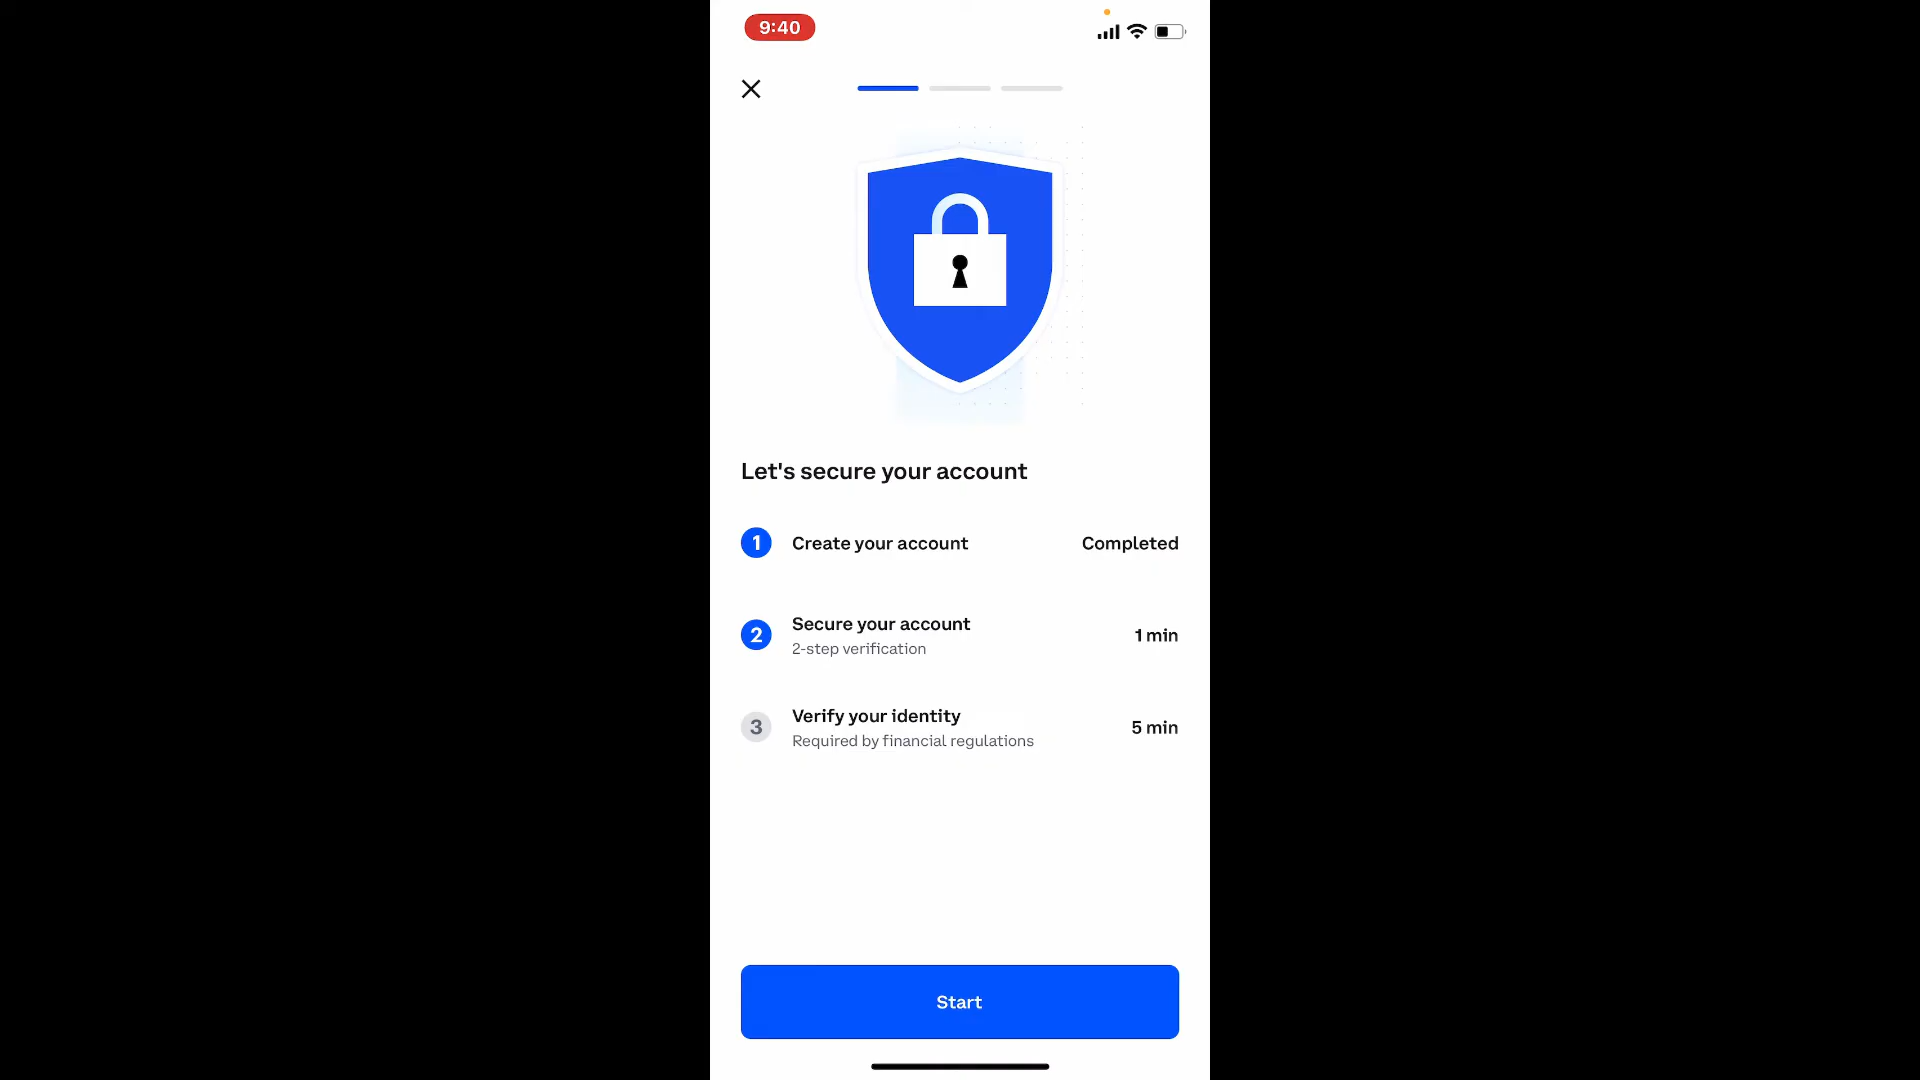 9:40
Let's secure your account
1 Create your account Completed
2 Secure your account 1 min
2-step verification
3 Verify your identity 5 min
Required by financial regulations
Start